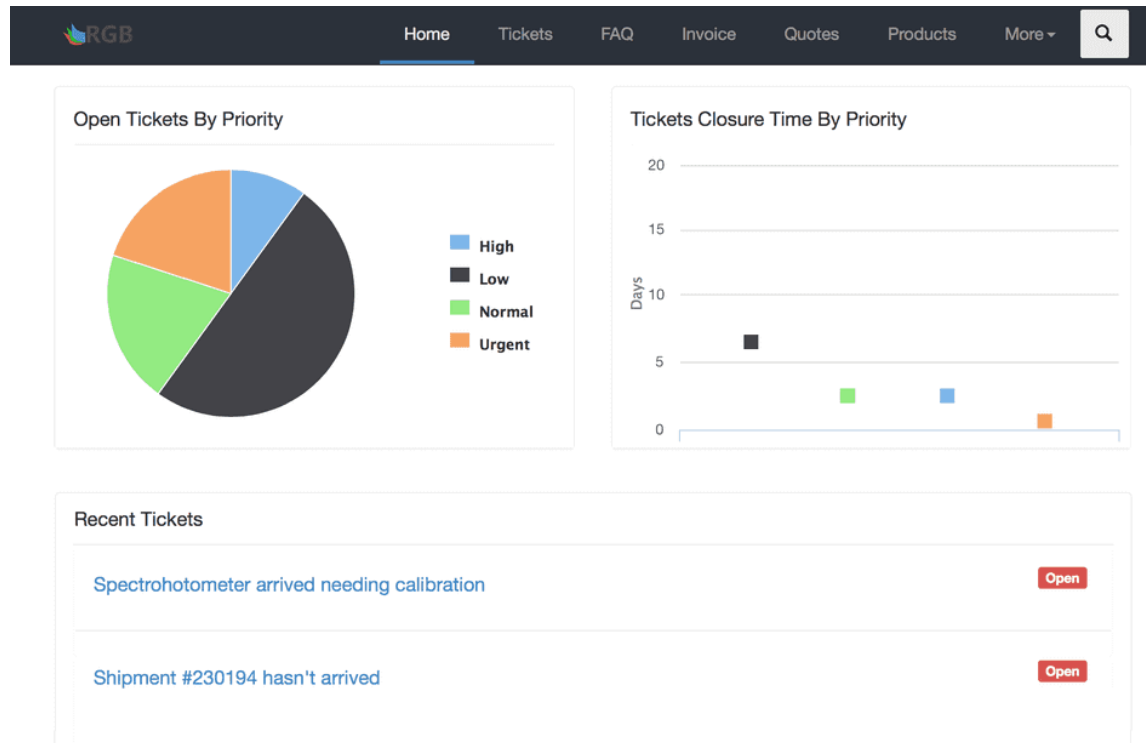 RGB Home Tickets FAQ Invoice Quotes Products More
Open Tickets By Priority
High
Low
Normal
Urgent
Tickets Closure Time By Priority
20
15
10
5
0
Days
Recent Tickets
Spectrohotometer arrived needing calibration Open
Shipment #230194 hasn't arrived Open